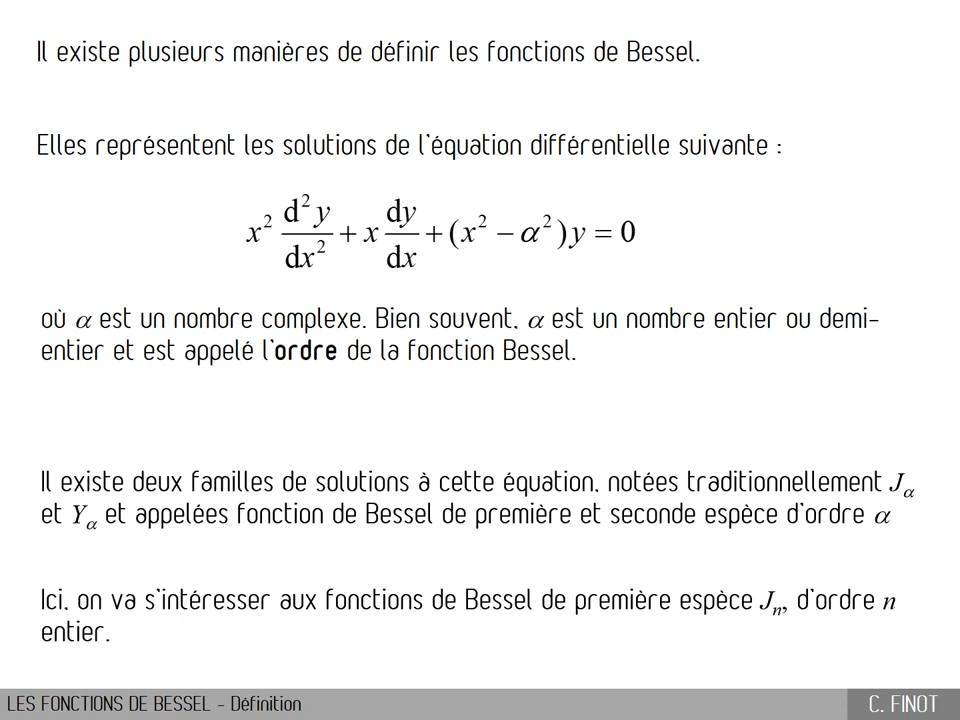 Il existe plusieurs manières de définir les fonctions de Bessel.
Elles représentent les solutions de l'équation différentielle suivante :
x² d²y/dx² + x dy/dx + (x² − α²)y = 0
où α est un nombre complexe. Bien souvent, α est un nombre entier ou demi-
entier et est appelé l'ordre de la fonction Bessel.
Il existe deux familles de solutions à cette équation, notées traditionnellement J_α
et Y_α et appelées fonction de Bessel de première et seconde espèce d'ordre α
Ici, on va s'intéresser aux fonctions de Bessel de première espèce J_n, d'ordre n
entier.
LES FONCTIONS DE BESSEL - Définition
C. FINOT